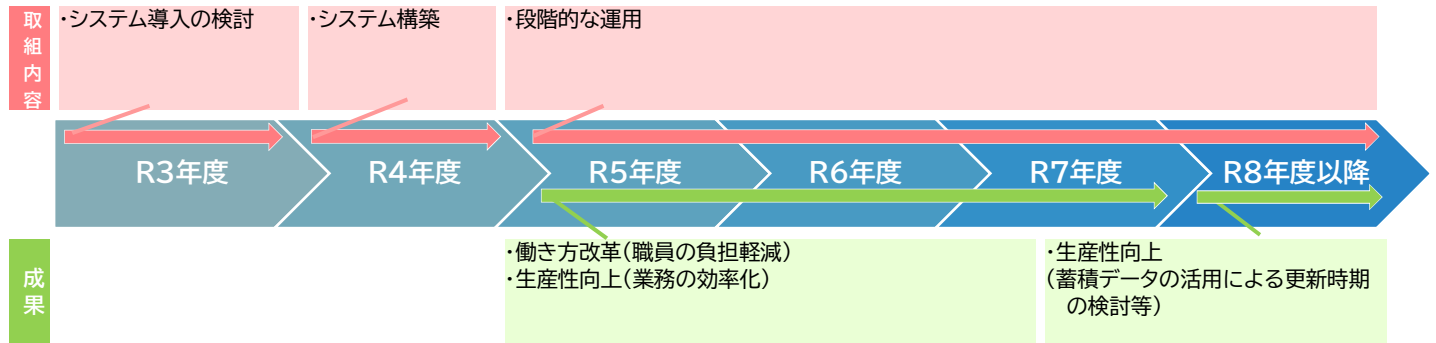 取組内容
・システム導入の検討
・システム構築
・段階的な運用
R3年度
R4年度
R5年度
R6年度
R7年度
R8年度以降
成果
・働き方改革(職員の負担軽減)
・生産性向上(業務の効率化)
・生産性向上
(蓄積データの活用による更新時期
の検討等)